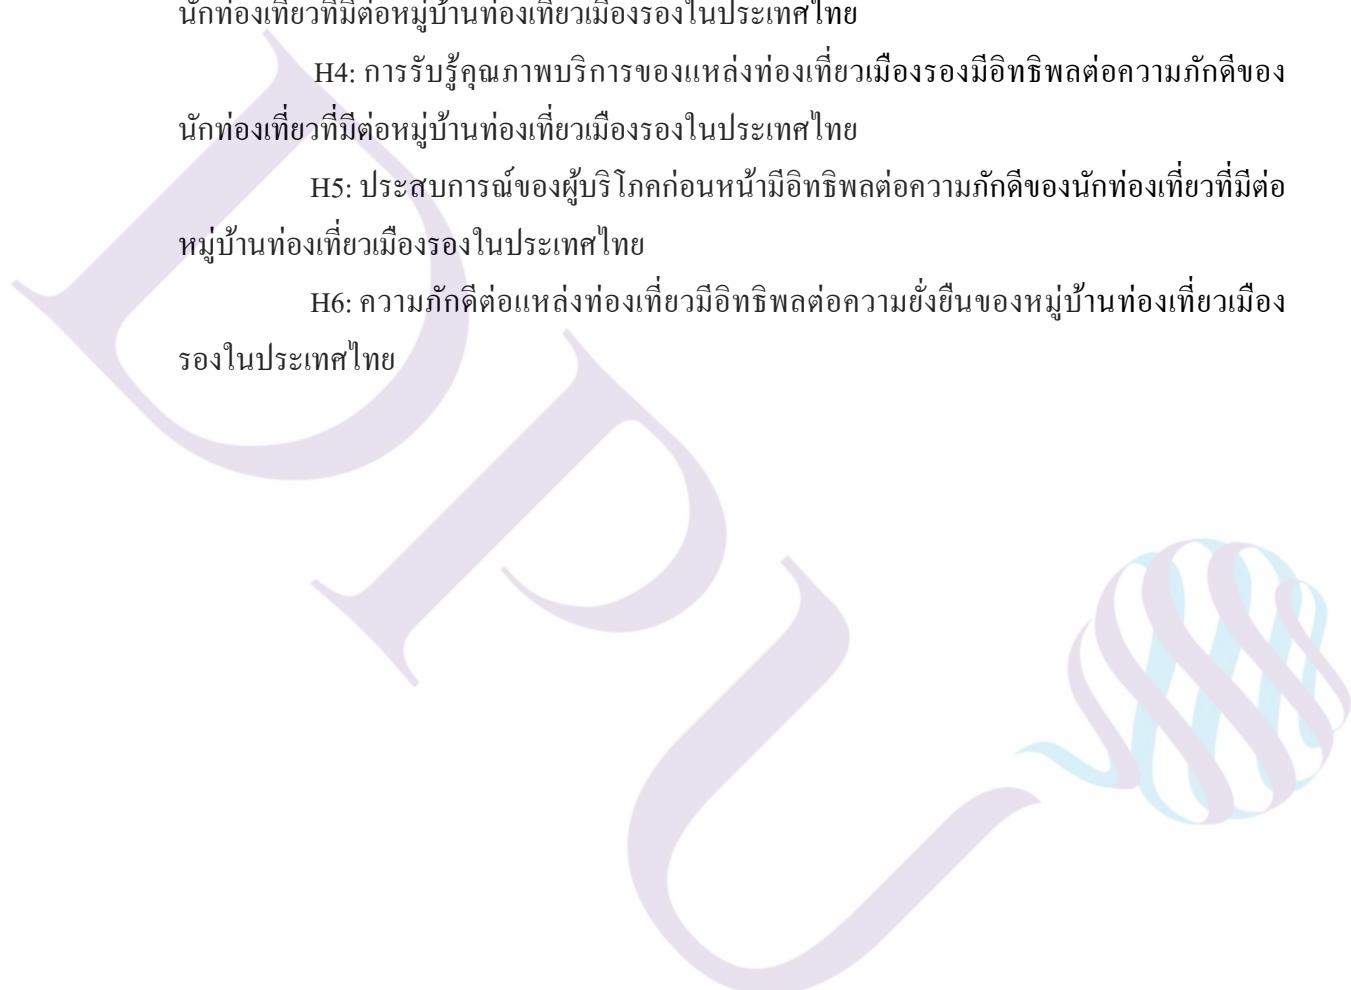 นักท่องเที่ยวที่มีต่อหมู่บ้านท่องเที่ยวเมืองรองในประเทศไทย
H4: การรับรู้คุณภาพบริการของแหล่งท่องเที่ยวเมืองรองมีอิทธิพลต่อความภักดีของ
นักท่องเที่ยวที่มีต่อหมู่บ้านท่องเที่ยวเมืองรองในประเทศไทย
H5: ประสบการณ์ของผู้บริโภคก่อนหน้ามีอิทธิพลต่อความภักดีของนักท่องเที่ยวที่มีต่อ
หมู่บ้านท่องเที่ยวเมืองรองในประเทศไทย
H6: ความภักดีต่อแหล่งท่องเที่ยวมีอิทธิพลต่อความยั่งยืนของหมู่บ้านท่องเที่ยวเมือง
รองในประเทศไทย
DPU